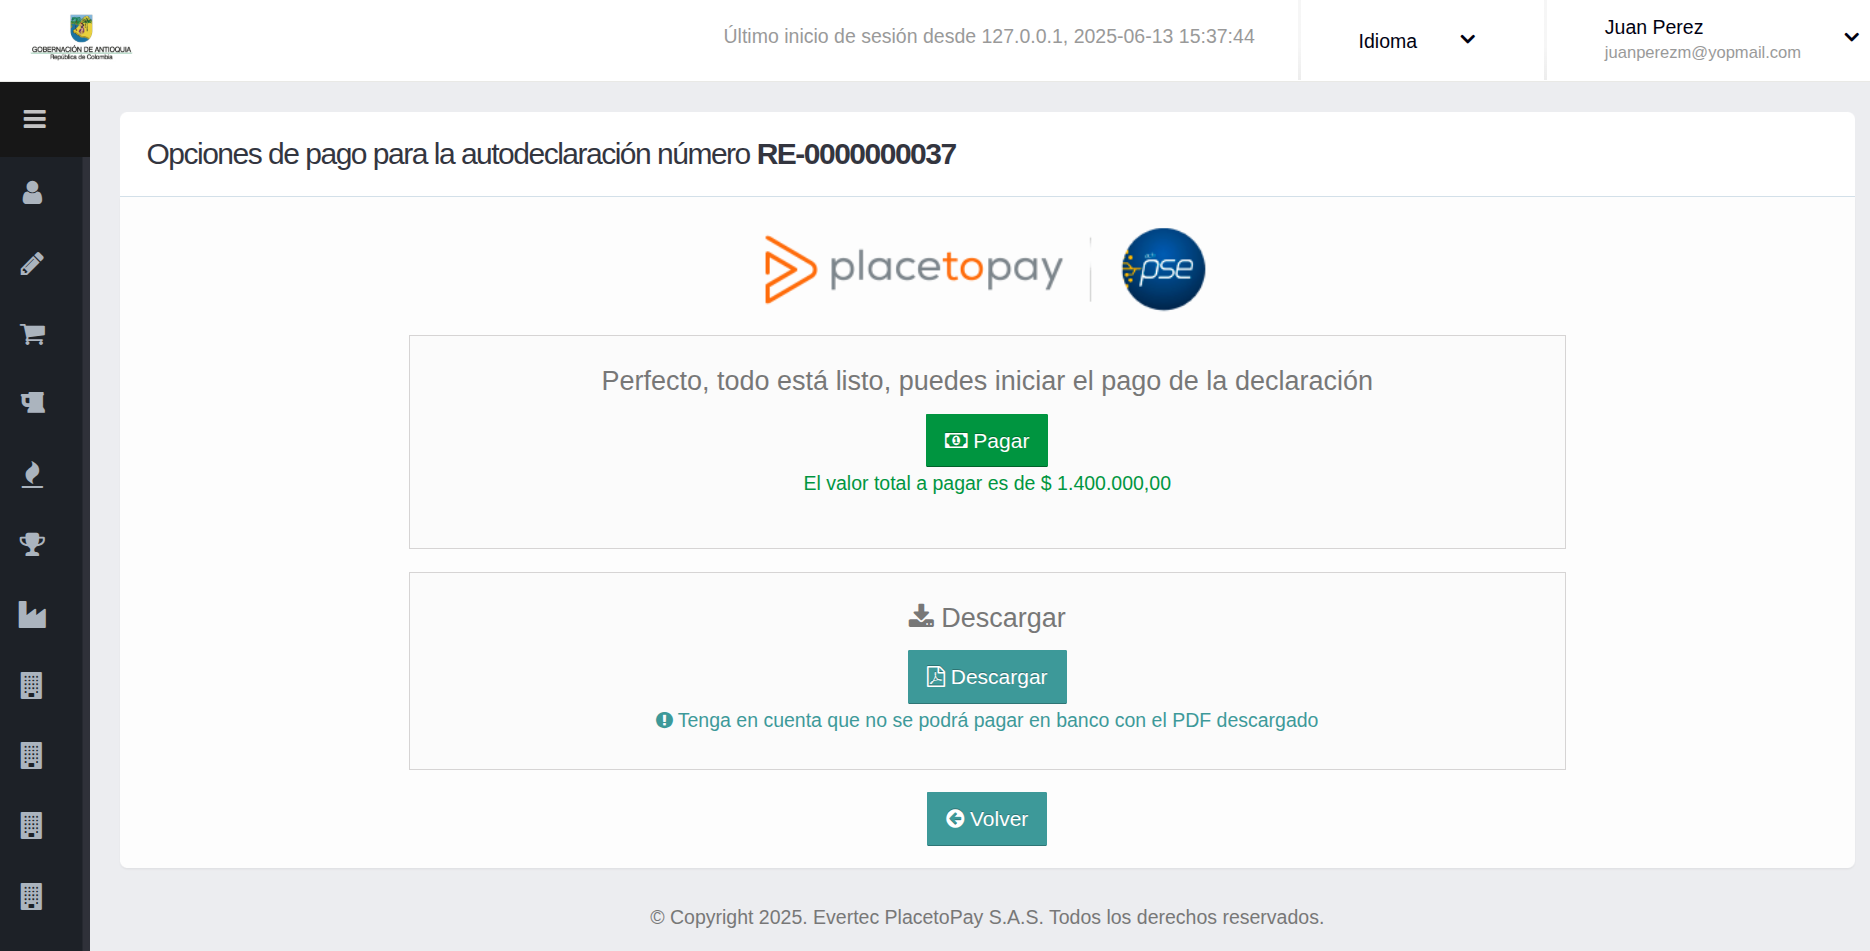 GOBERNACIÓN DE ANTIOQUIA
República de Colombia
Último inicio de sesión desde 127.0.0.1, 2025-06-13 15:37:44
Idioma
Juan Perez
juanperezm@yopmail.com
Opciones de pago para la autodeclaración número RE-0000000037
placetopay
pse
Perfecto, todo está listo, puedes iniciar el pago de la declaración
Pagar
El valor total a pagar es de $ 1.400.000,00
Descargar
Descargar
Tenga en cuenta que no se podrá pagar en banco con el PDF descargado
Volver
© Copyright 2025. Evertec PlacetoPay S.A.S. Todos los derechos reservados.